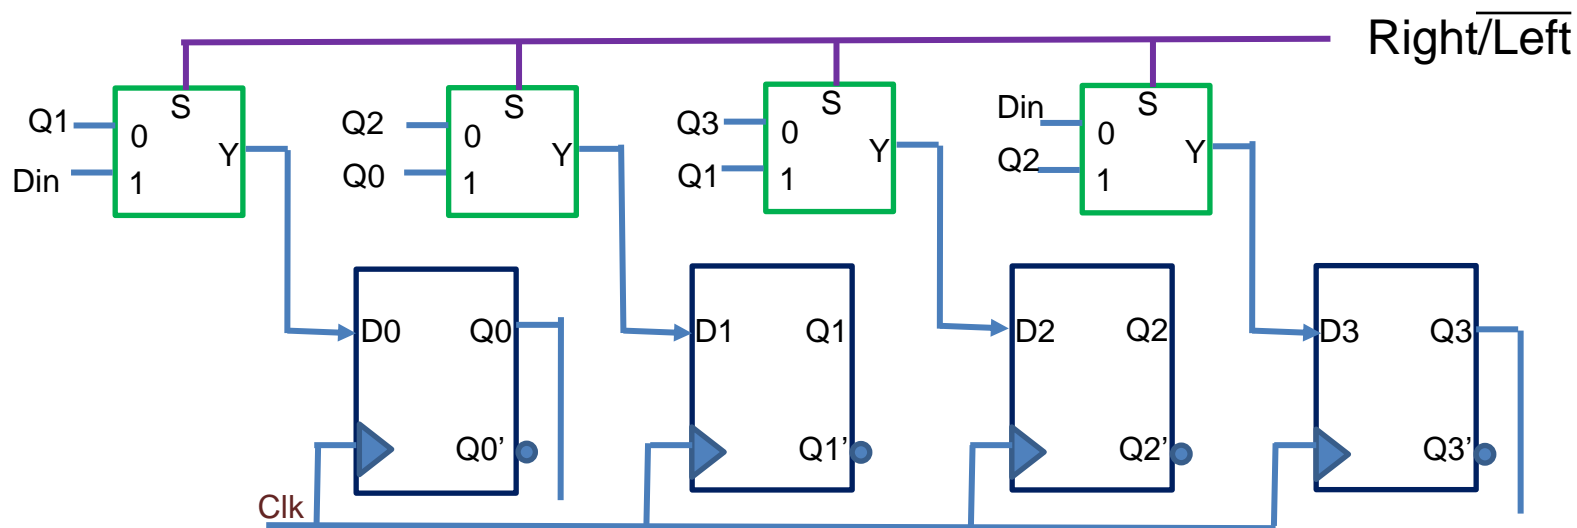 Right/Left
S
S
S
S
Q1
0
Y
Din
1
Q2
0
Y
Q0
1
Q3
0
Y
Q1
1
Din
0
Y
Q2
1
D0
Q0
Q0’
D1
Q1
Q1’
D2
Q2
Q2’
D3
Q3
Q3’
Clk